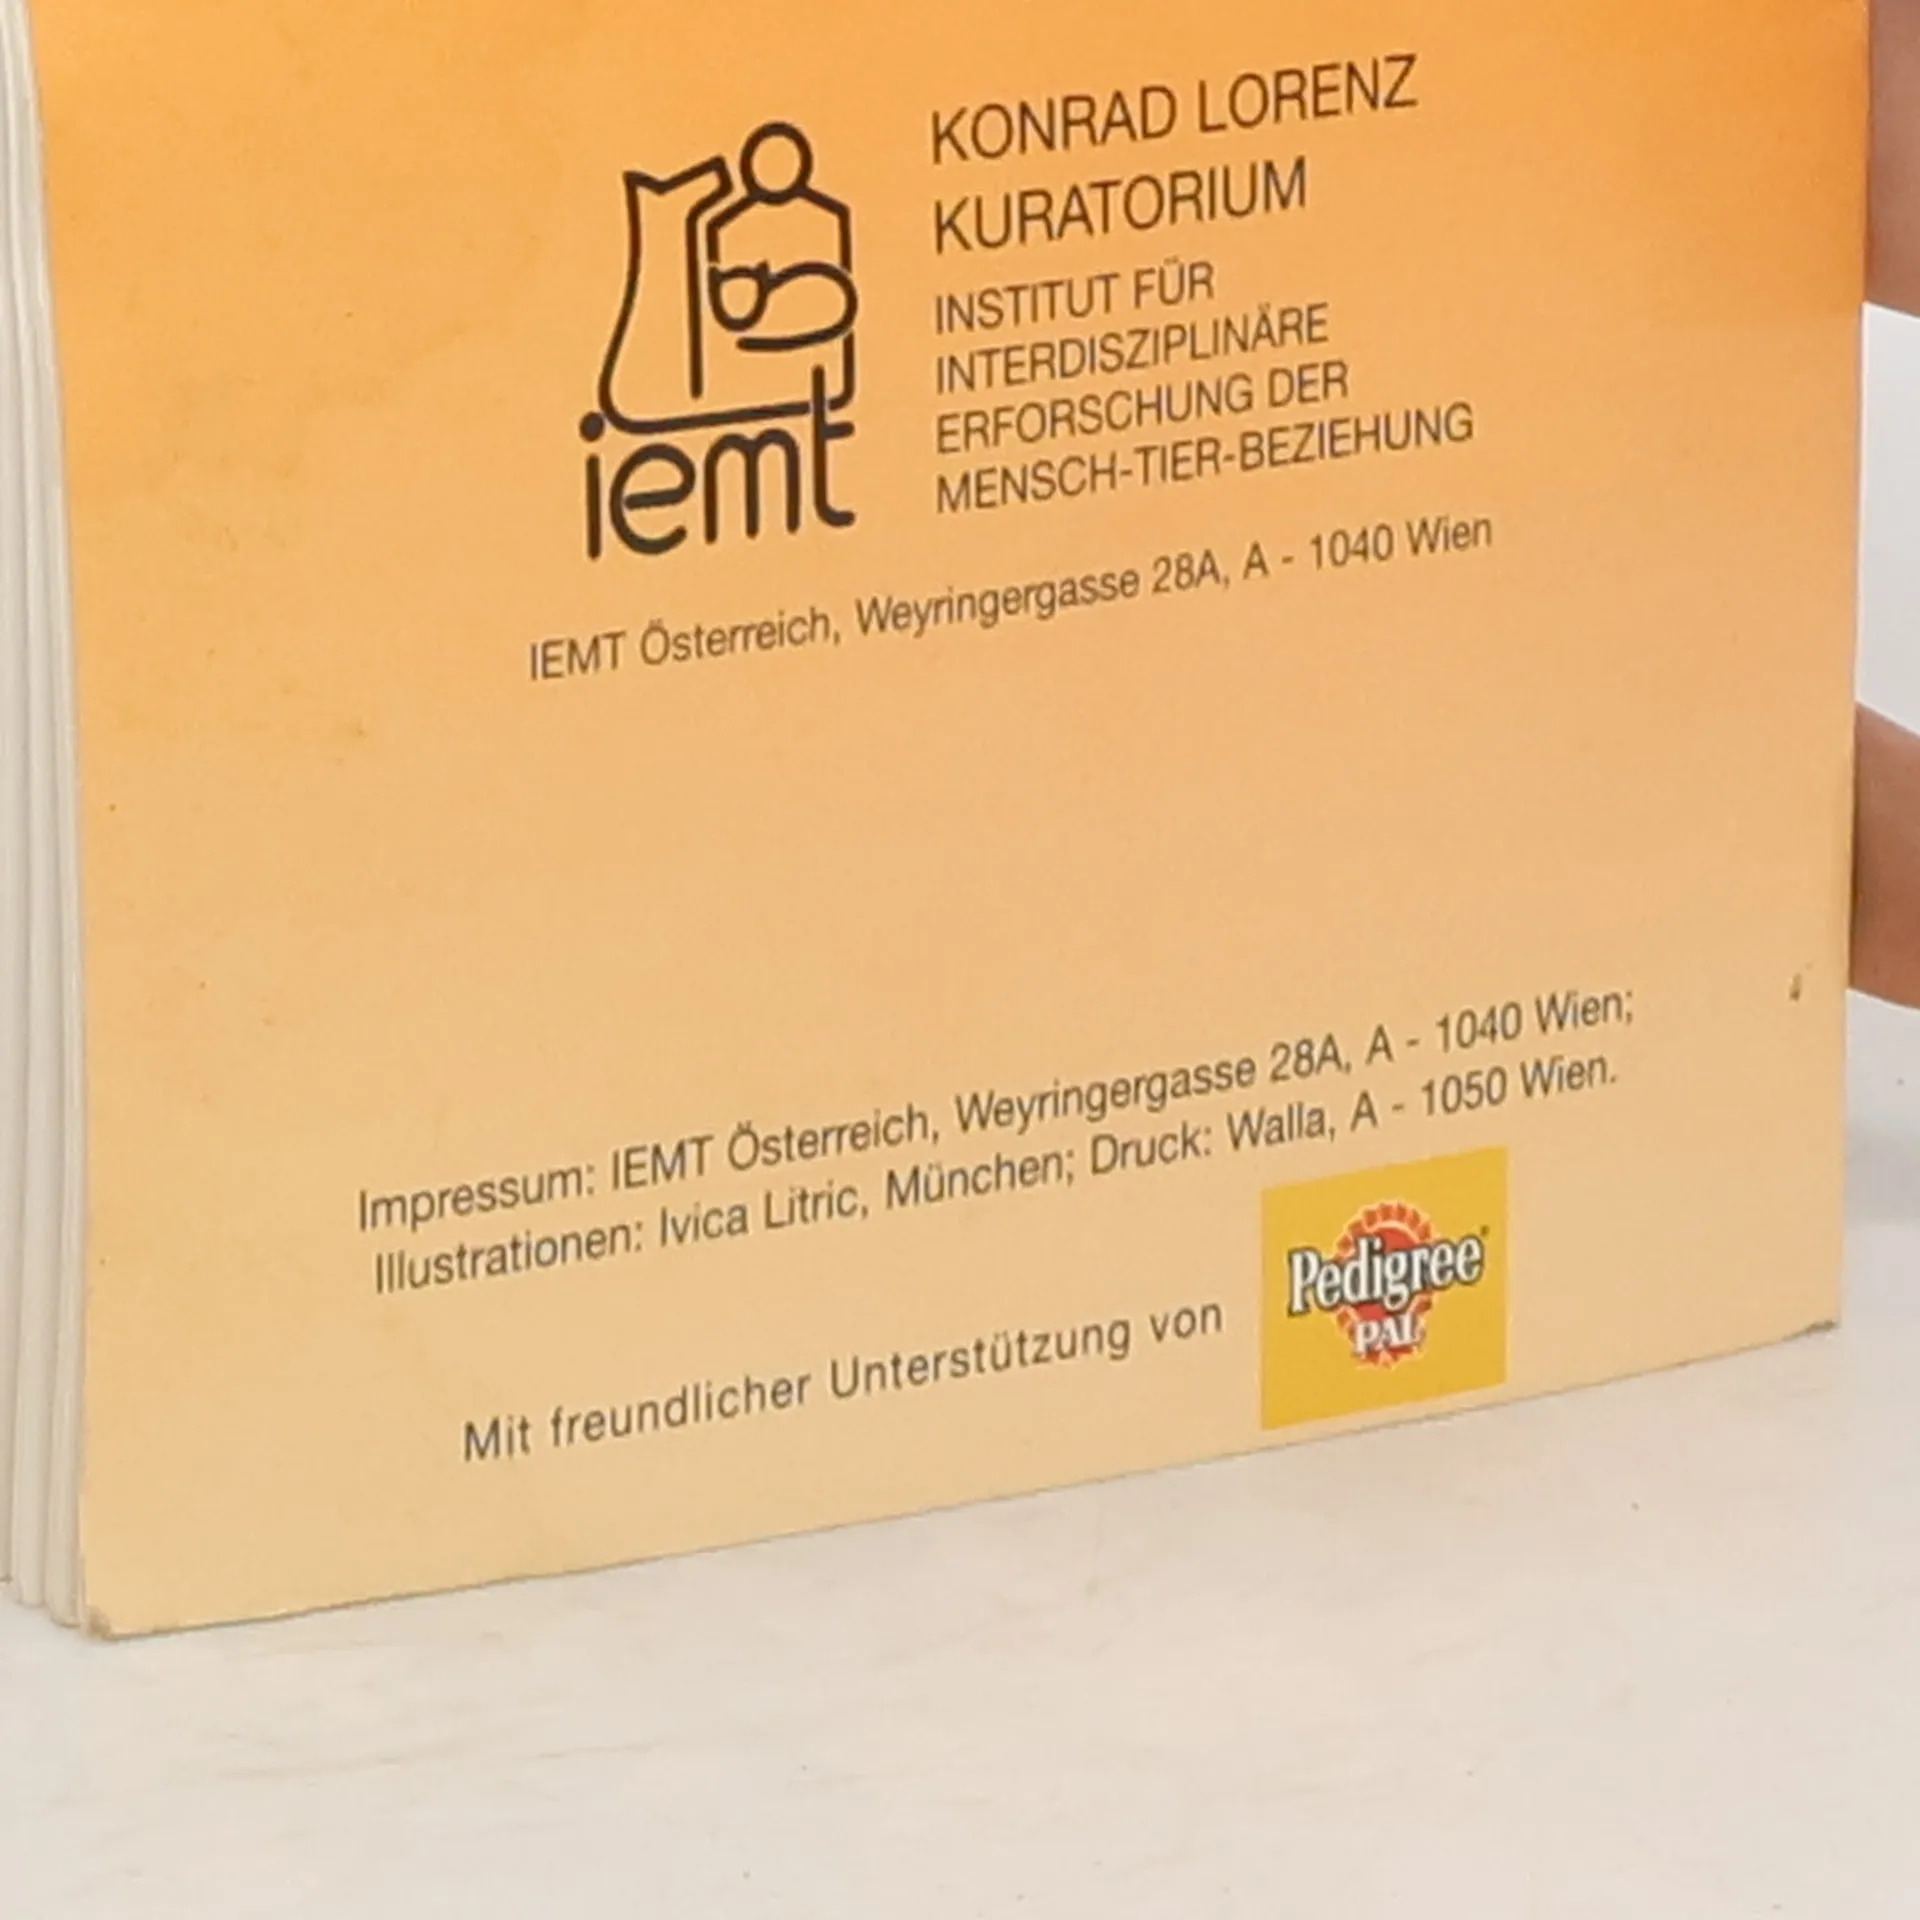 KONRAD LORENZ
KURATORIUM
INSTITUT FÜR
INTERDISZIPLINÄRE
ERFORSCHUNG DER
MENSCH-TIER-BEZIEHUNG
iemt
IEMT Österreich, Weyringergasse 28A, A - 1040 Wien
Impressum: IEMT Österreich, Weyringergasse 28A, A - 1040 Wien;
Illustrationen: Ivica Litric, München; Druck: Walla, A - 1050 Wien.
Mit freundlicher Unterstützung von
Pedigree
PAL